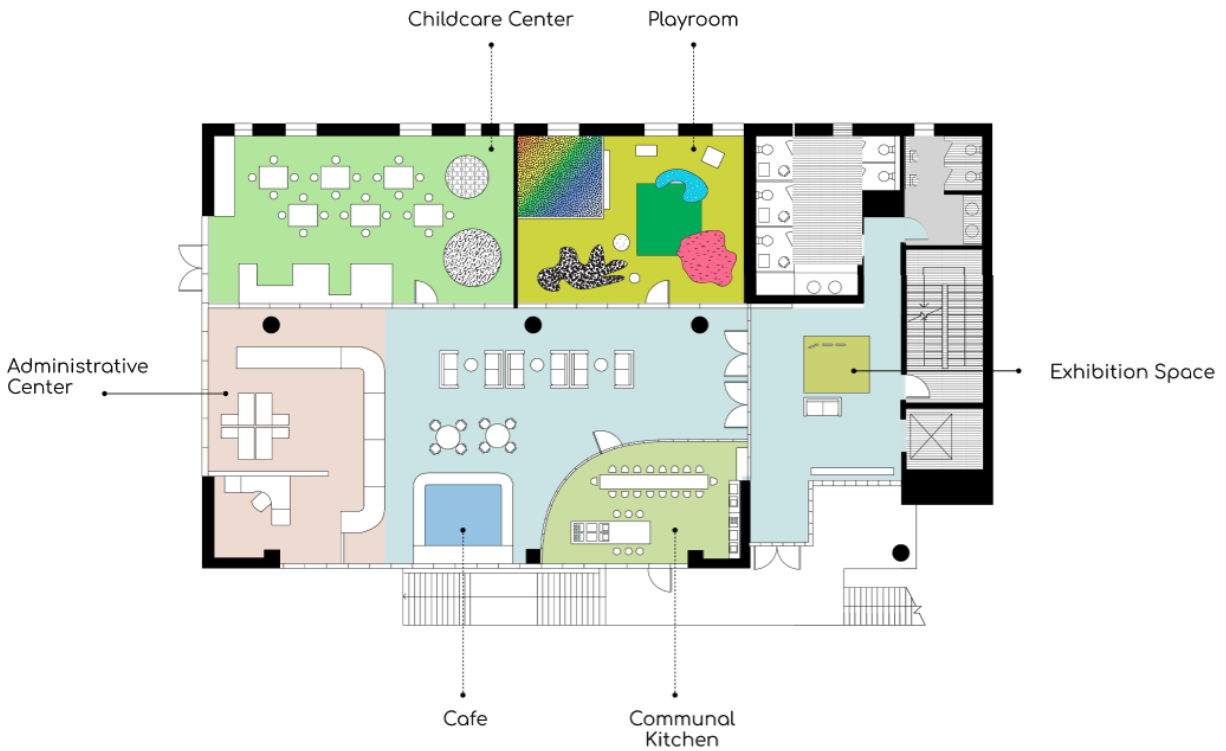 Childcare Center
Playroom
Administrative
Center
Exhibition Space
Cafe
Communal
Kitchen